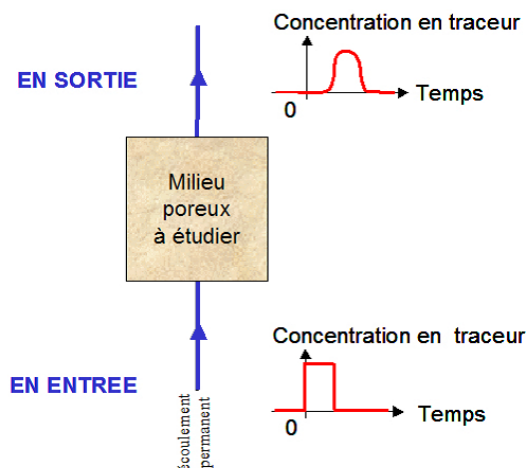 Concentration en traceur
EN SORTIE
Temps
0
Milieu
poreux
à étudier
Concentration en traceur
EN ENTREE
Temps
0
écoulement
permanent